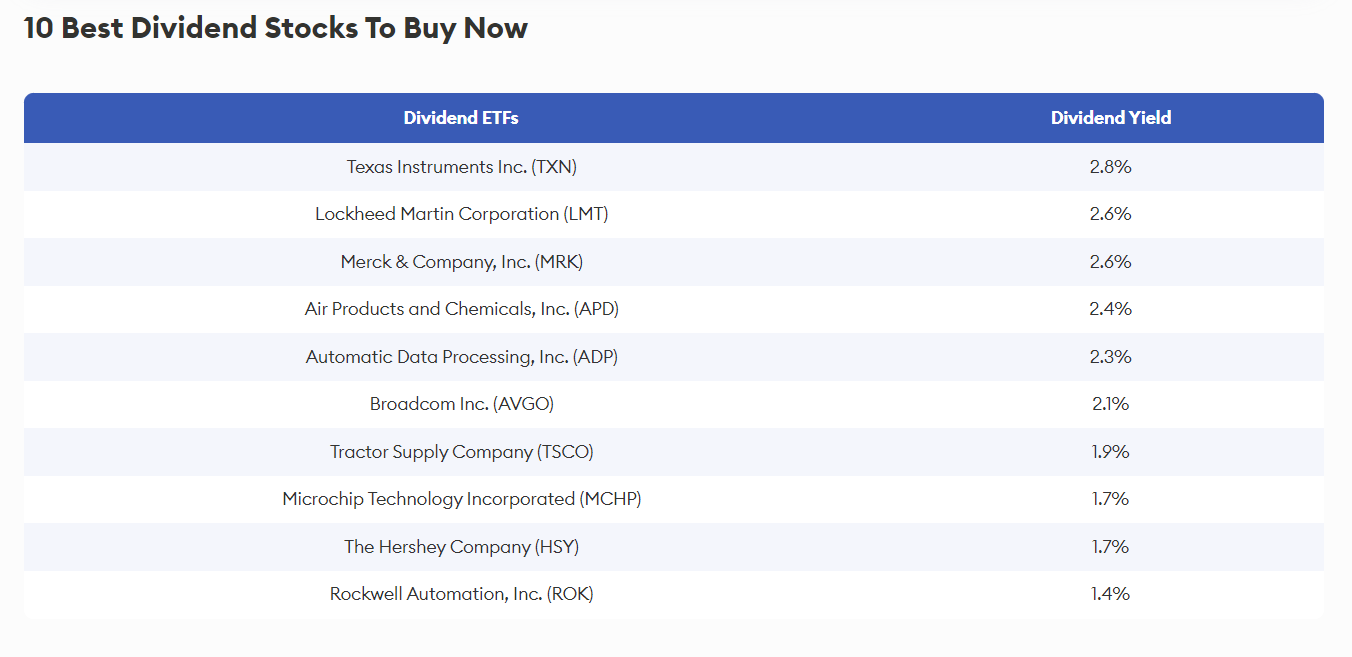 10 Best Dividend Stocks To Buy Now
Dividend ETFs Dividend Yield
Texas Instruments Inc. (TXN) 2.8%
Lockheed Martin Corporation (LMT) 2.6%
Merck & Company, Inc. (MRK) 2.6%
Air Products and Chemicals, Inc. (APD) 2.4%
Automatic Data Processing, Inc. (ADP) 2.3%
Broadcom Inc. (AVGO) 2.1%
Tractor Supply Company (TSCO) 1.9%
Microchip Technology Incorporated (MCHP) 1.7%
The Hershey Company (HSY) 1.7%
Rockwell Automation, Inc. (ROK) 1.4%